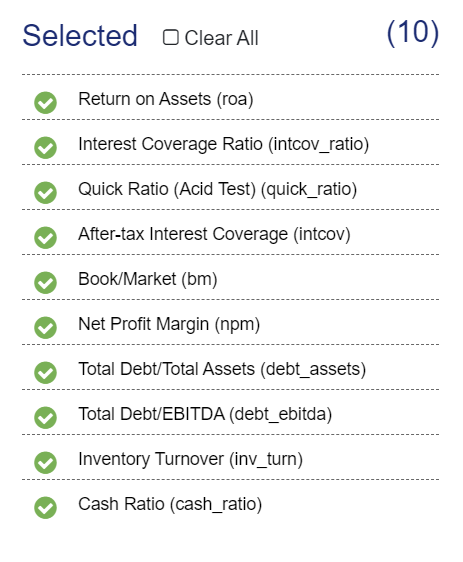 Selected Clear All (10)
Return on Assets (roa)
Interest Coverage Ratio (intcov_ratio)
Quick Ratio (Acid Test) (quick_ratio)
After-tax Interest Coverage (intcov)
Book/Market (bm)
Net Profit Margin (npm)
Total Debt/Total Assets (debt_assets)
Total Debt/EBITDA (debt_ebitda)
Inventory Turnover (inv_turn)
Cash Ratio (cash_ratio)